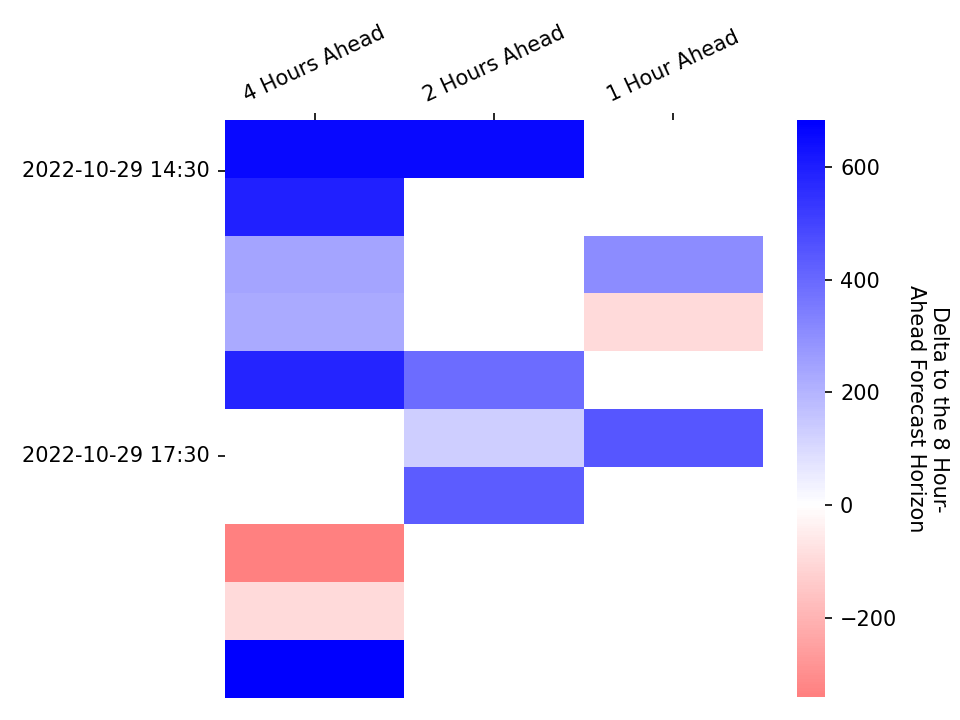 4 Hours Ahead
2 Hours Ahead
1 Hour Ahead
2022-10-29 14:30
2022-10-29 17:30
600
400
200
0
−200
Delta to the 8 Hour-
Ahead Forecast Horizon